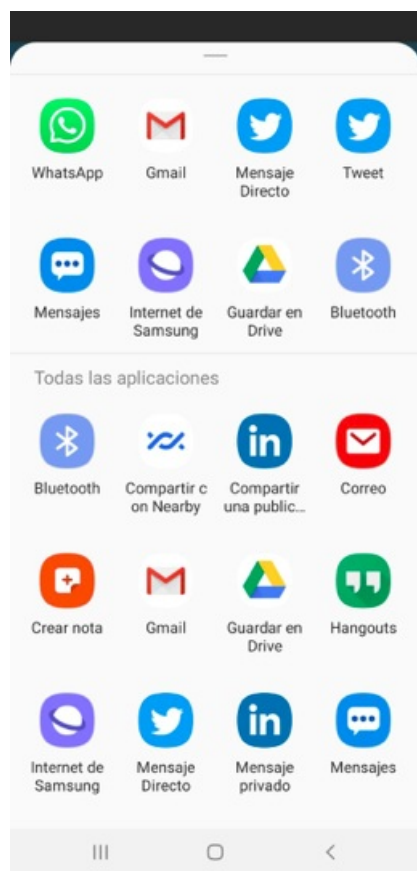 WhatsApp
Gmail
Mensaje
Directo
Tweet
Mensajes
Internet de
Samsung
Guardar en
Drive
Bluetooth
Todas las aplicaciones
Bluetooth
Compartir c
on Nearby
Compartir
una public...
Correo
Crear nota
Gmail
Guardar en
Drive
Hangouts
Internet de
Samsung
Mensaje
Directo
Mensaje
privado
Mensajes